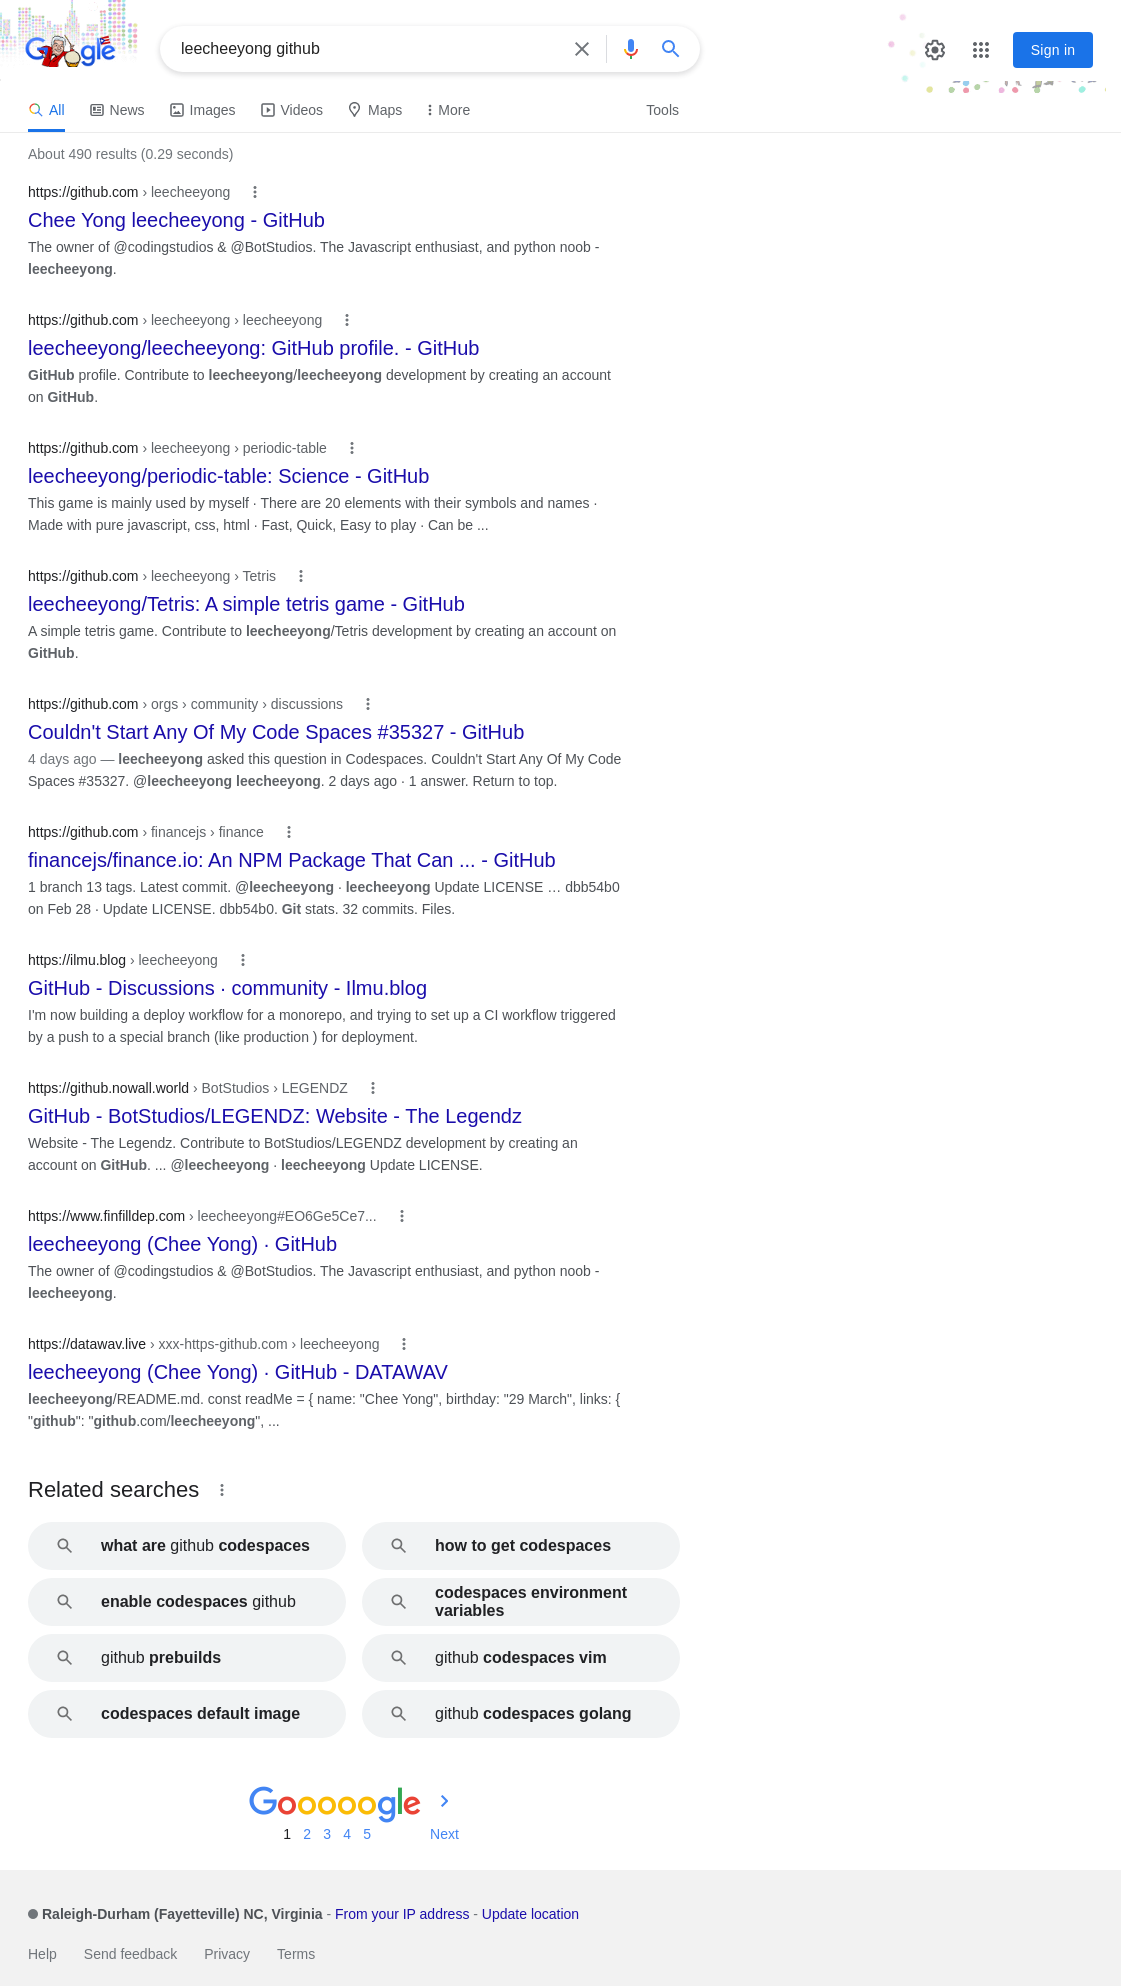 Google
leecheeyong github
Sign in
All
News
Images
Videos
Maps
More
Tools
About 490 results (0.29 seconds)
https://github.com › leecheeyong
Chee Yong leecheeyong - GitHub
The owner of @codingstudios & @BotStudios. The Javascript enthusiast, and python noob -
leecheeyong.
https://github.com › leecheeyong › leecheeyong
leecheeyong/leecheeyong: GitHub profile. - GitHub
GitHub profile. Contribute to leecheeyong/leecheeyong development by creating an account
on GitHub.
https://github.com › leecheeyong › periodic-table
leecheeyong/periodic-table: Science - GitHub
This game is mainly used by myself · There are 20 elements with their symbols and names ·
Made with pure javascript, css, html · Fast, Quick, Easy to play · Can be ...
https://github.com › leecheeyong › Tetris
leecheeyong/Tetris: A simple tetris game - GitHub
A simple tetris game. Contribute to leecheeyong/Tetris development by creating an account on
GitHub.
https://github.com › orgs › community › discussions
Couldn't Start Any Of My Code Spaces #35327 - GitHub
4 days ago — leecheeyong asked this question in Codespaces. Couldn't Start Any Of My Code
Spaces #35327. @leecheeyong leecheeyong. 2 days ago · 1 answer. Return to top.
https://github.com › financejs › finance
financejs/finance.io: An NPM Package That Can ... - GitHub
1 branch 13 tags. Latest commit. @leecheeyong · leecheeyong Update LICENSE … dbb54b0
on Feb 28 · Update LICENSE. dbb54b0. Git stats. 32 commits. Files.
https://ilmu.blog › leecheeyong
GitHub - Discussions · community - Ilmu.blog
I'm now building a deploy workflow for a monorepo, and trying to set up a CI workflow triggered
by a push to a special branch (like production ) for deployment.
https://github.nowall.world › BotStudios › LEGENDZ
GitHub - BotStudios/LEGENDZ: Website - The Legendz
Website - The Legendz. Contribute to BotStudios/LEGENDZ development by creating an
account on GitHub. ... @leecheeyong · leecheeyong Update LICENSE.
https://www.finfilldep.com › leecheeyong#EO6Ge5Ce7...
leecheeyong (Chee Yong) · GitHub
The owner of @codingstudios & @BotStudios. The Javascript enthusiast, and python noob -
leecheeyong.
https://datawav.live › xxx-https-github.com › leecheeyong
leecheeyong (Chee Yong) · GitHub - DATAWAV
leecheeyong/README.md. const readMe = { name: "Chee Yong", birthday: "29 March", links: {
"github": "github.com/leecheeyong", ...
Related searches
what are github codespaces
how to get codespaces
enable codespaces github
codespaces environment
variables
github prebuilds
github codespaces vim
codespaces default image
github codespaces golang
Gooooogle
1 2 3 4 5 Next
Raleigh-Durham (Fayetteville) NC, Virginia - From your IP address - Update location
Help Send feedback Privacy Terms